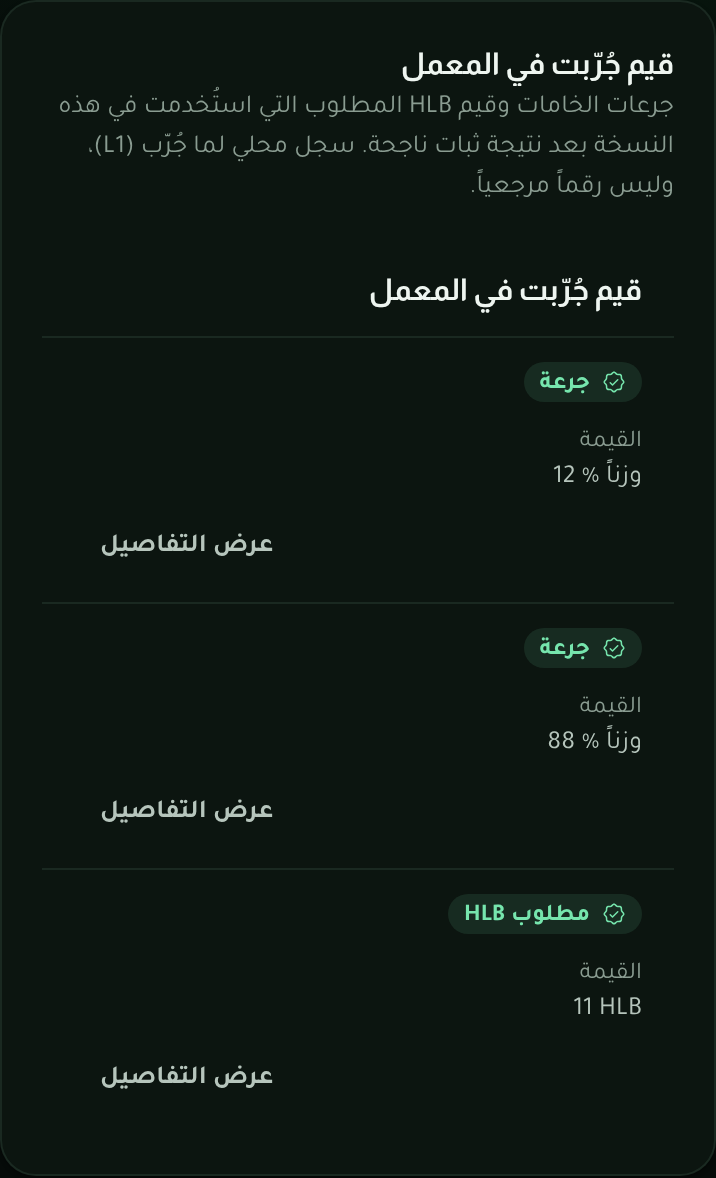 قيم جُرّبت في المعمل
جرعات الخامات وقيم HLB المطلوب التي استُخدمت في هذه
النسخة بعد نتيجة ثبات ناجحة. سجل محلي لما جُرّب (L1)،
وليس رقماً مرجعياً.
قيم جُرّبت في المعمل
جرعة
القيمة
12 % وزناً
عرض التفاصيل
جرعة
القيمة
88 % وزناً
عرض التفاصيل
مطلوب HLB
القيمة
11 HLB
عرض التفاصيل